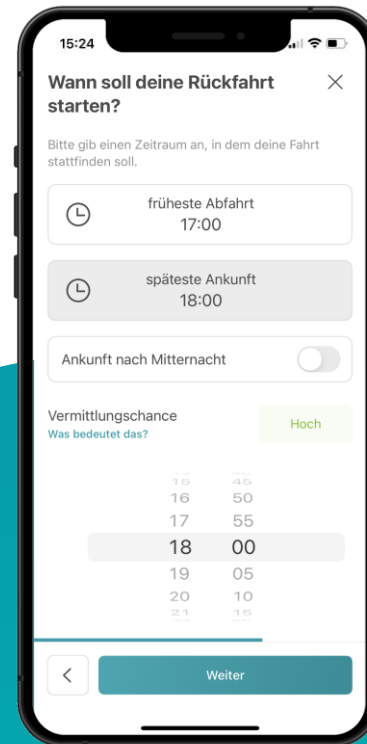 15:24
Wann soll deine Rückfahrt
starten?
Bitte gib einen Zeitraum an, in dem deine Fahrt
stattfinden soll.
früheste Abfahrt
17:00
späteste Ankunft
18:00
Ankunft nach Mitternacht
Vermittlungschance
Hoch
Was bedeutet das?
15 45
16 50
17 55
18 00
19 05
20 10
21 15
Weiter